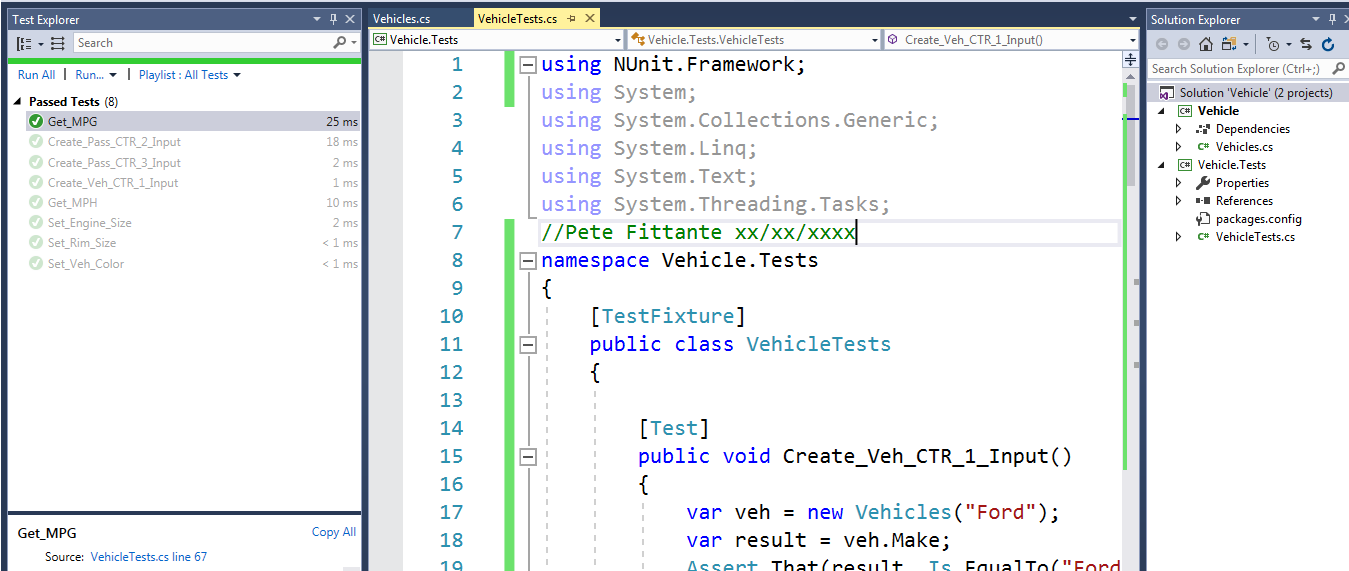 Test Explorer
Search
Run All | Run... | Playlist : All Tests
Passed Tests (8)
Get_MPG 25 ms
Create_Pass_CTR_2_Input 18 ms
Create_Pass_CTR_3_Input 2 ms
Create_Veh_CTR_1_Input 1 ms
Get_MPH 10 ms
Set_Engine_Size 2 ms
Set_Rim_Size < 1 ms
Set_Veh_Color < 1 ms
Get_MPG Copy All
Source: VehicleTests.cs line 67
Vehicles.cs VehicleTests.cs
C# Vehicle.Tests Vehicle.Tests.VehicleTests Create_Veh_CTR_1_Input()
1 using NUnit.Framework;
2 using System;
3 using System.Collections.Generic;
4 using System.Linq;
5 using System.Text;
6 using System.Threading.Tasks;
7 //Pete Fittante xx/xx/xxxx
8 namespace Vehicle.Tests
9 {
10 [TestFixture]
11 public class VehicleTests
12 {
13
14 [Test]
15 public void Create_Veh_CTR_1_Input()
16 {
17 var veh = new Vehicles("Ford");
18 var result = veh.Make;
19 Assert.That(result, Is.EqualTo("Ford
Solution Explorer
Search Solution Explorer (Ctrl+;)
Solution 'Vehicle' (2 projects)
C# Vehicle
Dependencies
C# Vehicles.cs
C# Vehicle.Tests
Properties
References
packages.config
C# VehicleTests.cs